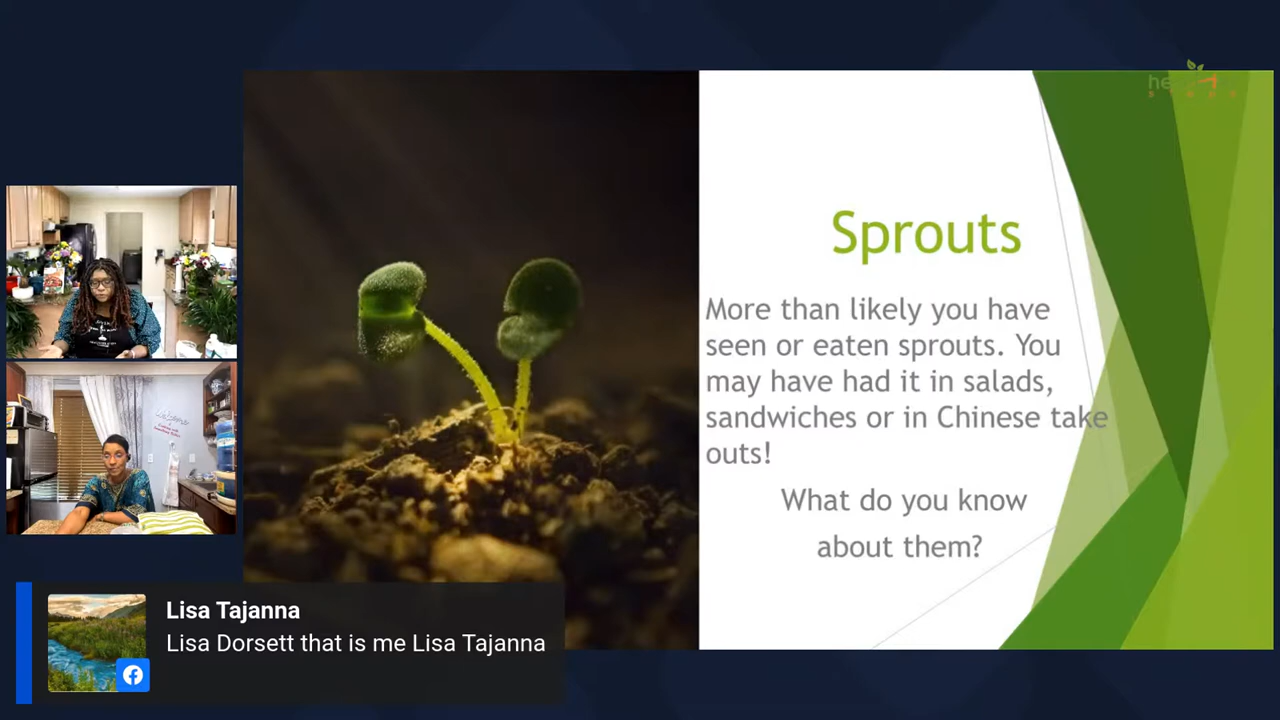 Sprouts
More than likely you have
seen or eaten sprouts. You
may have had it in salads,
sandwiches or in Chinese take
outs!
What do you know
about them?
Lisa Tajanna
Lisa Dorsett that is me Lisa Tajanna